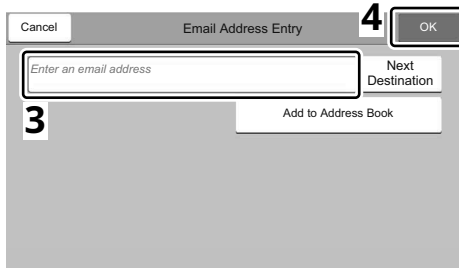 Cancel
Email Address Entry
4
OK
Enter an email address
Next
Destination
3
Add to Address Book